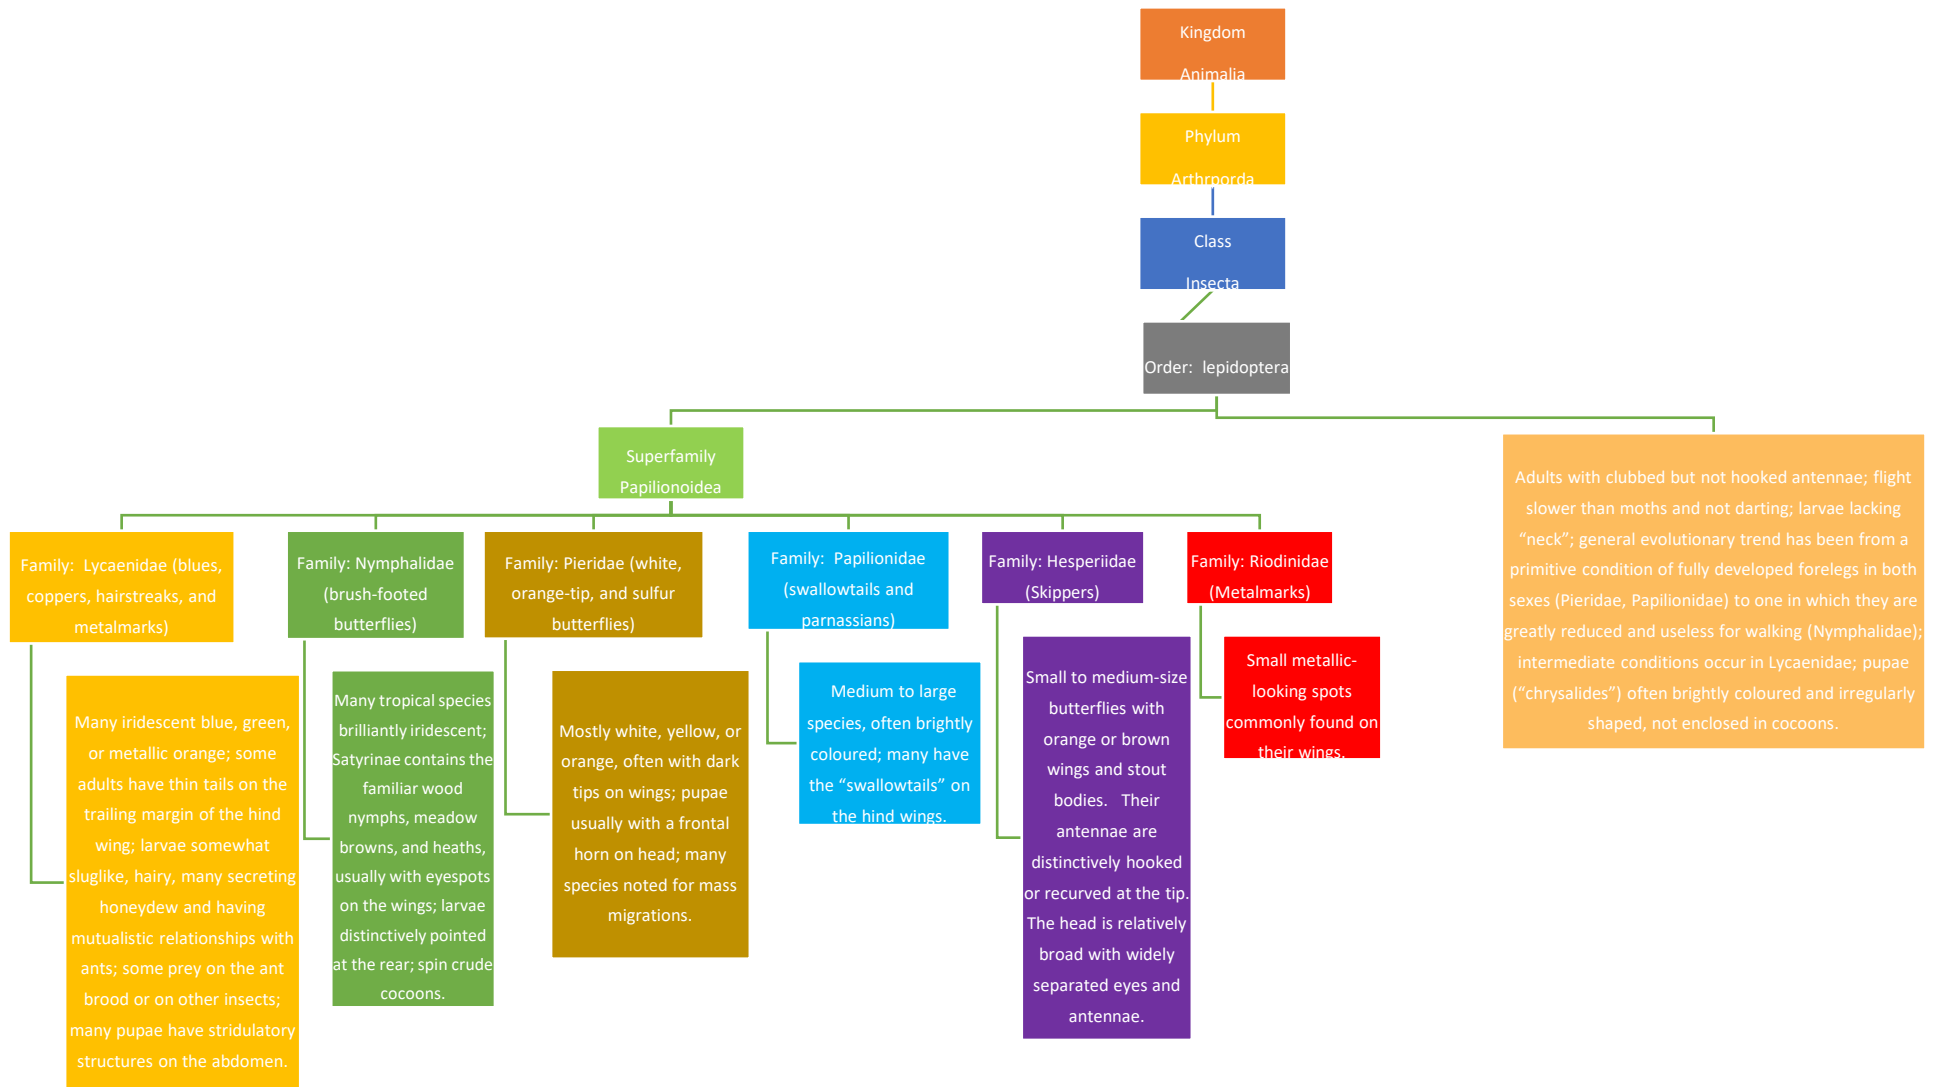 Kingdom
Animalia
Phylum
Arthrporda
Class
Insecta
Order:  lepidoptera
Superfamily
Papilionoidea
Adults with clubbed but not hooked antennae; flight
slower than moths and not darting; larvae lacking
“neck”; general evolutionary trend has been from a
primitive condition of fully developed forelegs in both
sexes (Pieridae, Papilionidae) to one in which they are
greatly reduced and useless for walking (Nymphalidae);
intermediate conditions occur in Lycaenidae; pupae
(“chrysalides”) often brightly coloured and irregularly
shaped, not enclosed in cocoons.
Family:  Lycaenidae (blues,
coppers, hairstreaks, and
metalmarks)
Many iridescent blue, green,
or metallic orange; some
adults have thin tails on the
trailing margin of the hind
wing; larvae somewhat
sluglike, hairy, many secreting
honeydew and having
mutualistic relationships with
ants; some prey on the ant
brood or on other insects;
many pupae have stridulatory
structures on the abdomen.
Family: Nymphalidae
(brush-footed
butterflies)
Many tropical species
brilliantly iridescent;
Satyrinae contains the
familiar wood
nymphs, meadow
browns, and heaths,
usually with eyespots
on the wings; larvae
distinctively pointed
at the rear; spin crude
cocoons.
Family: Pieridae (white,
orange-tip, and sulfur
butterflies)
Mostly white, yellow, or
orange, often with dark
tips on wings; pupae
usually with a frontal
horn on head; many
species noted for mass
migrations.
Family:  Papilionidae
(swallowtails and
parnassians)
Medium to large
species, often brightly
coloured; many have
the “swallowtails” on
the hind wings.
Family: Hesperiidae
(Skippers)
Small to medium-size
butterflies with
orange or brown
wings and stout
bodies.   Their
antennae are
distinctively hooked
or recurved at the tip.
The head is relatively
broad with widely
separated eyes and
antennae.
Family: Riodinidae
(Metalmarks)
Small metallic-
looking spots
commonly found on
their wings.